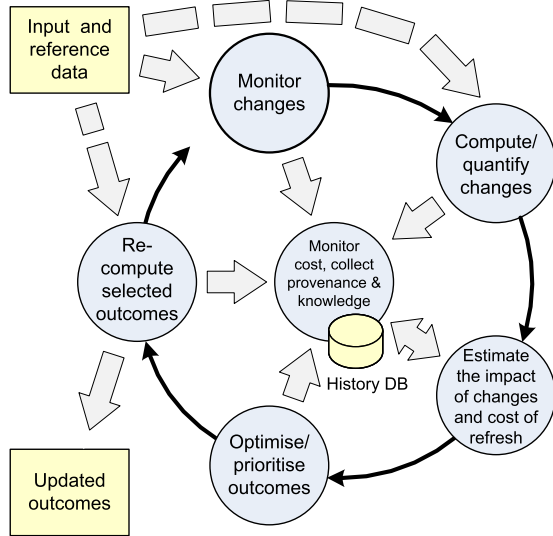 Input and
reference
data
Monitor
changes
Compute/
quantify
changes
Re-
compute
selected
outcomes
Monitor
cost, collect
provenance &
knowledge
History DB
Estimate
the impact
of changes
and cost of
refresh
Optimise/
prioritise
outcomes
Updated
outcomes